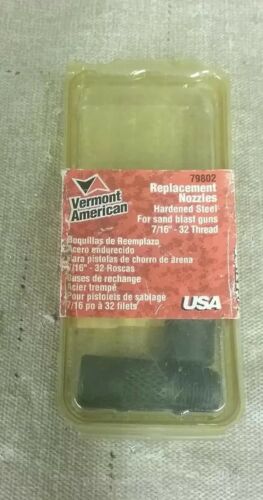 79802
Vermont
American
Replacement
Nozzles
Hardened Steel
For sand blast guns
7/16" - 32 Thread
Boquillas de Reemplazo
Acero endurecido
Para pistolas de chorro de arena
7/16" - 32 Roscas
Buses de rechange
Acier trempé
Pour pistolets de sablage
7/16 po à 32 filets
USA